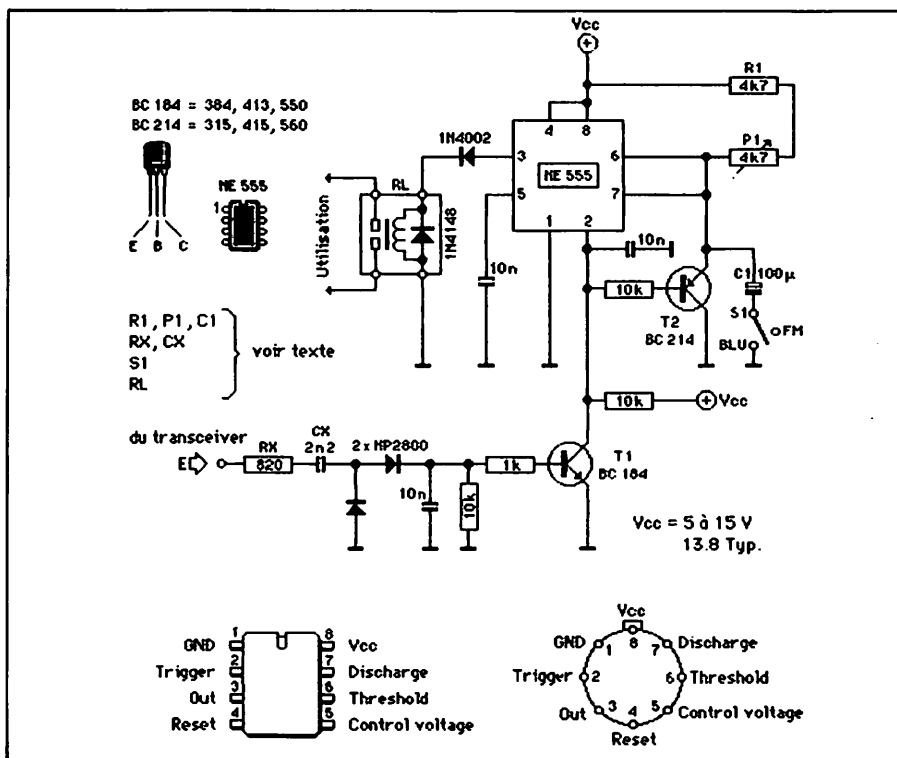 Vcc
+
R1
4k7
BC 184 = 384, 413, 550
BC 214 = 315, 415, 560
1N4002
4 8
3 6
P1
4k7
NE 555
NE 555
1
RL
5 7
1 2
Utilisation
1N4148
10n
10n
C1 100µ
E B C
10k
S1
FM
T2
BC 214
BLU
R1, P1, C1
RX, CX
S1
RL
voir texte
10k
+ Vcc
du transceiver
E
RX
820
CX
2n2
2 x HP2800
1k
T1
BC 184
10n
10k
Vcc = 5 à 15 V
13.8 Typ.
GND 1 8 Vcc
Trigger 2 7 Discharge
Out 3 6 Threshold
Reset 4 5 Control voltage
Vcc
GND 1 8 7 Discharge
Trigger 2 6 Threshold
Out 3 4 5 Control voltage
Reset